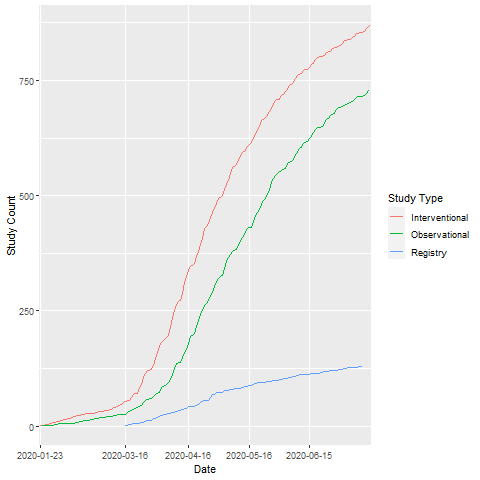 750
500
250
0
Study Count
2020-01-23
2020-03-16
2020-04-16
2020-05-16
2020-06-15
Date
Study Type
Interventional
Observational
Registry